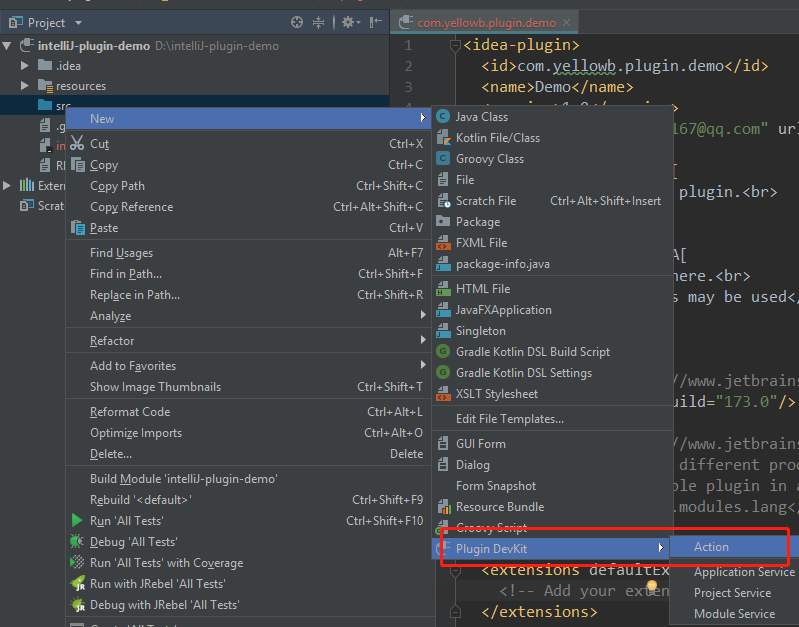 Project
com.yellowb.plugin.demo
intelliJ-plugin-demo D:\intelliJ-plugin-demo
.idea
resources
src
Extern
Scrat
1 <idea-plugin>
2 <id>com.yellowb.plugin.demo</id>
3 <name>Demo</name>
167@qq.com" url
[
plugin.<br>
A[
here.<br>
s may be used</
//www.jetbrains
uild="173.0"/>
//www.jetbrains
different prod
ble plugin in a
.modules.lang</
<extensions defaultEx
<!-- Add your exten
</extensions>
New
Cut Ctrl+X
Copy Ctrl+C
Copy Path Ctrl+Shift+C
Copy Reference Ctrl+Alt+Shift+C
Paste Ctrl+V
Find Usages Alt+F7
Find in Path... Ctrl+Shift+F
Replace in Path... Ctrl+Shift+R
Analyze
Refactor
Add to Favorites
Show Image Thumbnails Ctrl+Shift+T
Reformat Code Ctrl+Alt+L
Optimize Imports Ctrl+Alt+O
Delete... Delete
Build Module 'intelliJ-plugin-demo'
Rebuild '<default>' Ctrl+Shift+F9
Run 'All Tests' Ctrl+Shift+F10
Debug 'All Tests'
Run 'All Tests' with Coverage
Run with JRebel 'All Tests'
Debug with JRebel 'All Tests'
Java Class
Kotlin File/Class
Groovy Class
File
Scratch File Ctrl+Alt+Shift+Insert
Package
FXML File
package-info.java
HTML File
JavaFXApplication
Singleton
Gradle Kotlin DSL Build Script
Gradle Kotlin DSL Settings
XSLT Stylesheet
Edit File Templates...
GUI Form
Dialog
Form Snapshot
Resource Bundle
Groovy Script
Plugin DevKit
Action
Application Service
Project Service
Module Service